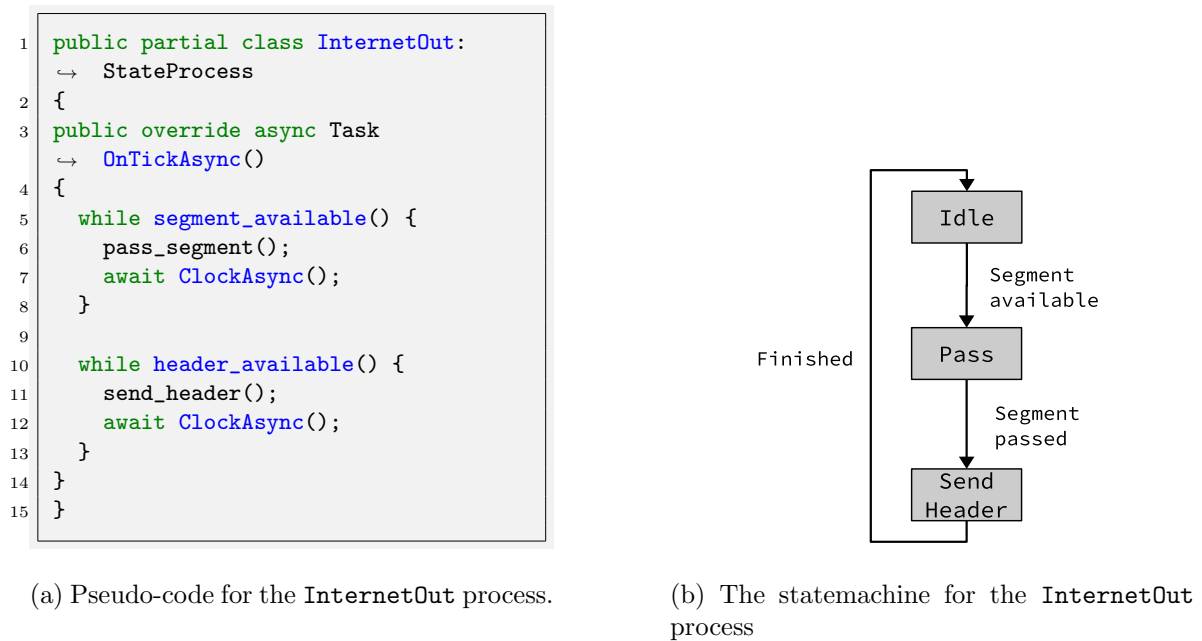 1 public partial class InternetOut:
↪ StateProcess
2 {
3 public override async Task
↪ OnTickAsync()
4 {
5 while segment_available() {
6 pass_segment();
7 await ClockAsync();
8 }
9
10 while header_available() {
11 send_header();
12 await ClockAsync();
13 }
14 }
15 }
(a) Pseudo-code for the InternetOut process.
Idle
Segment
available
Pass
Finished
Segment
passed
Send
Header
(b) The statemachine for the InternetOut
process